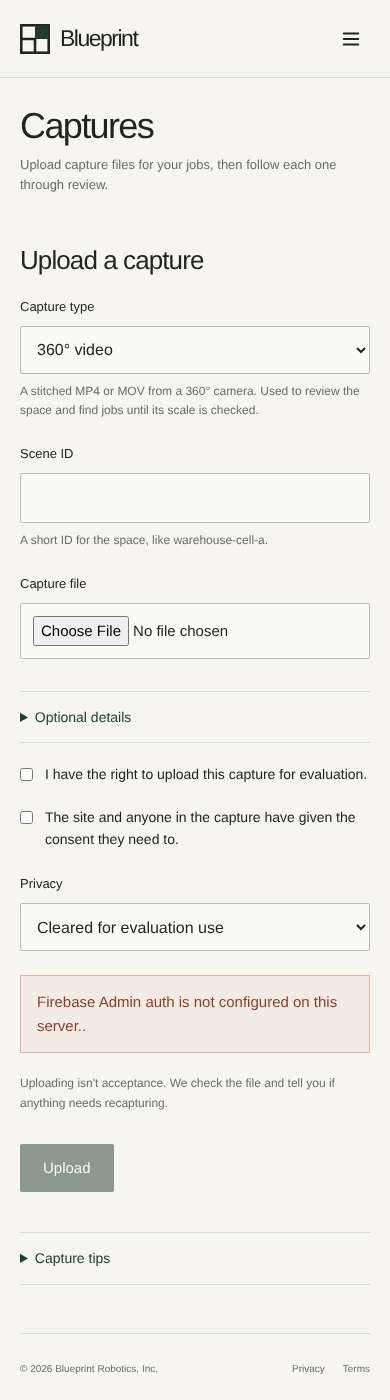 Blueprint
Captures
Upload capture files for your jobs, then follow each one
through review.
Upload a capture
Capture type
360° video
A stitched MP4 or MOV from a 360° camera. Used to review the
space and find jobs until its scale is checked.
Scene ID
A short ID for the space, like warehouse-cell-a.
Capture file
Choose File No file chosen
Optional details
I have the right to upload this capture for evaluation.
The site and anyone in the capture have given the
consent they need to.
Privacy
Cleared for evaluation use
Firebase Admin auth is not configured on this
server..
Uploading isn't acceptance. We check the file and tell you if
anything needs recapturing.
Upload
Capture tips
© 2026 Blueprint Robotics, Inc. Privacy Terms